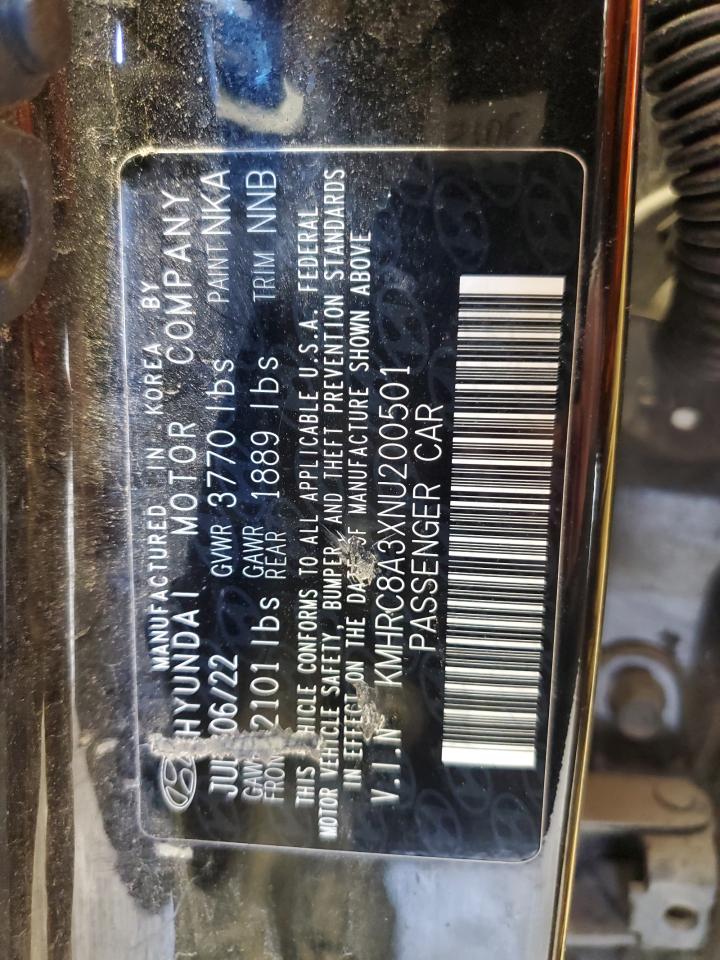 MANUFACTURED IN KOREA BY
HYUNDAI MOTOR COMPANY
06/22 GVWR 3770 lbs PAINT NKA
2101 lbs GAWR REAR 1889 lbs TRIM NNB
FRON
THIS VEHICLE CONFORMS TO ALL APPLICABLE U.S.A. FEDERAL
MOTOR VEHICLE SAFETY, BUMPER, AND THEFT PREVENTION STANDARDS
IN EFFECT ON THE DATE OF MANUFACTURE SHOWN ABOVE
V.I.N KMHRC8A3XNU200501
PASSENGER CAR